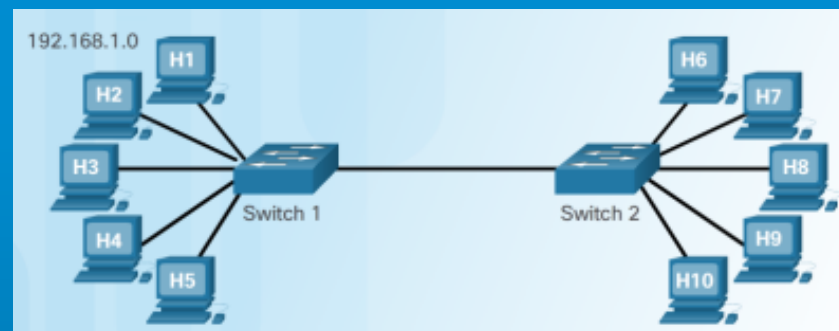 192.168.1.0
H1
H2
H3
H4
H5
Switch 1
Switch 2
H6
H7
H8
H9
H10